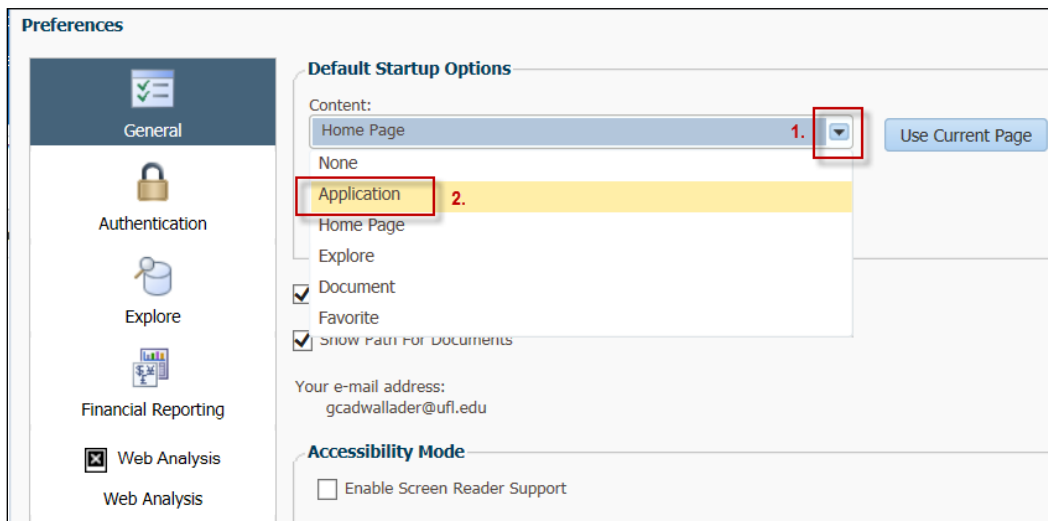 Preferences
General
Authentication
Explore
Financial Reporting
Web Analysis
Web Analysis
Default Startup Options
Content:
Home Page 1. Use Current Page
None
Application 2.
Home Page
Explore
Document
Favorite
Show Path For Documents
Your e-mail address:
gcadwallader@ufl.edu
Accessibility Mode
Enable Screen Reader Support